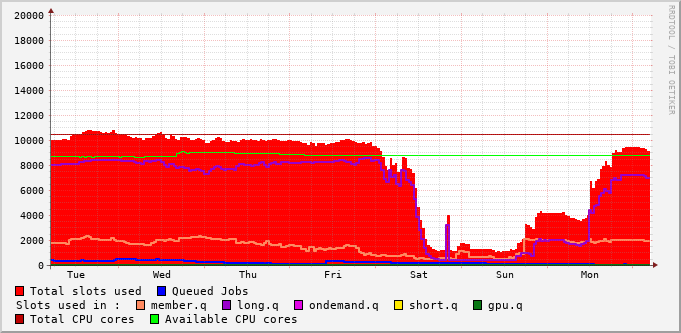 20000
18000
16000
14000
12000
10000
8000
6000
4000
2000
0
Tue Wed Thu Fri Sat Sun Mon
Total slots used Queued Jobs
Slots used in : member.q long.q ondemand.q short.q gpu.q
Total CPU cores Available CPU cores
RRDTOOL / TOBI OETIKER